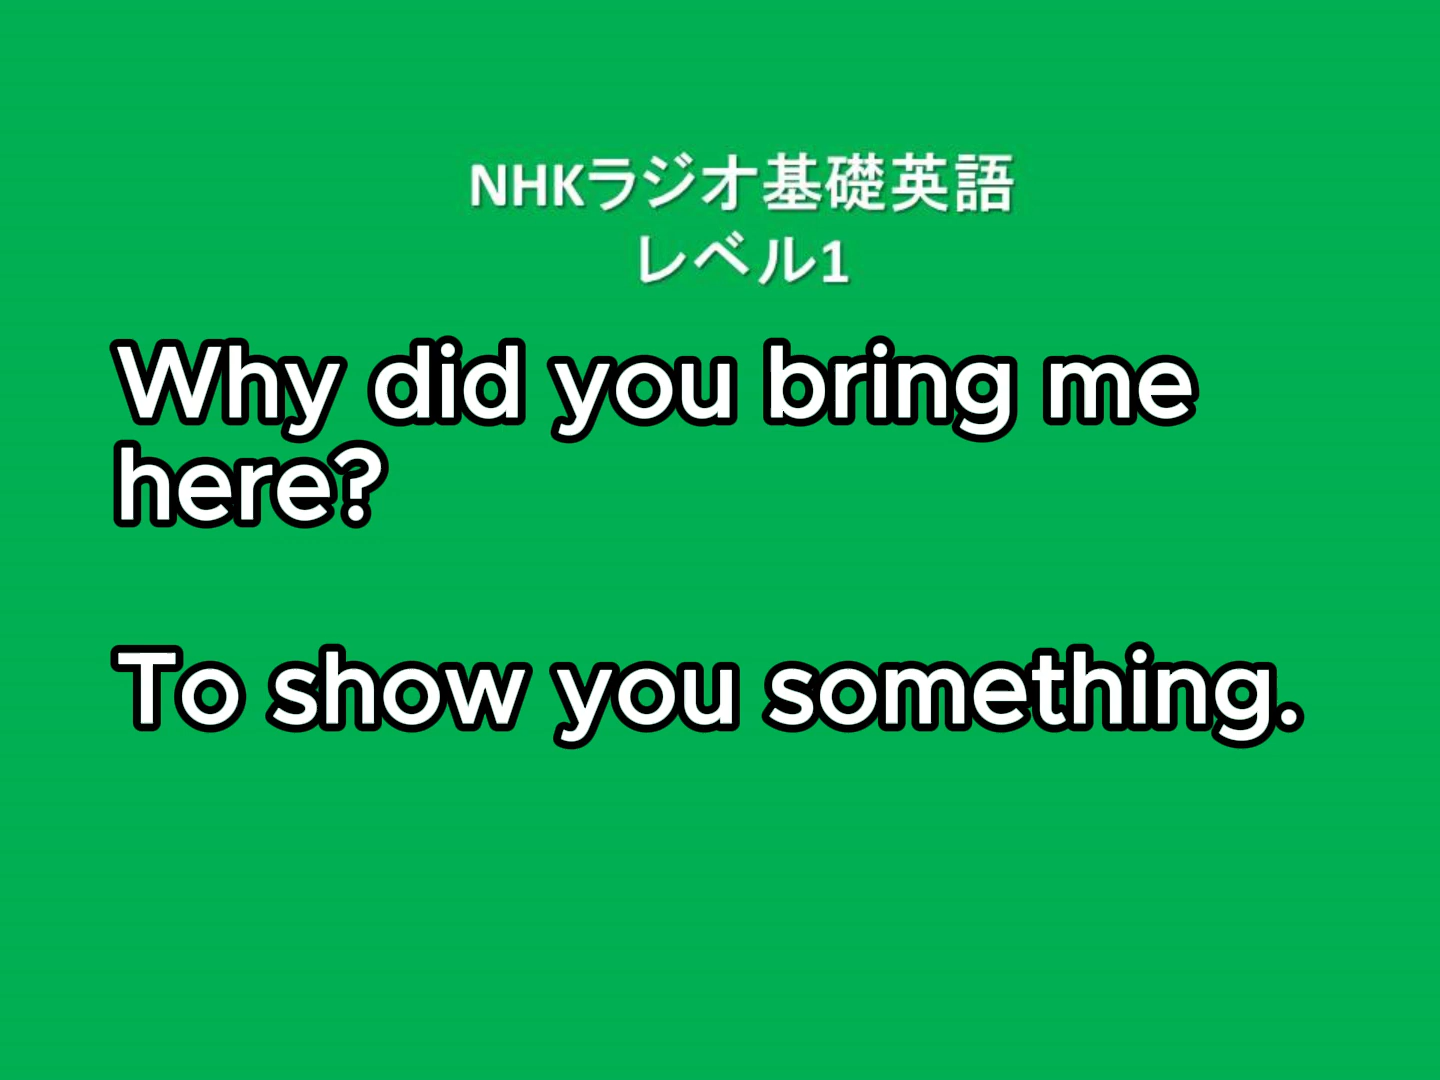 NHKラジオ基礎英語
レベル1
Why did you bring me
here?
To show you something.